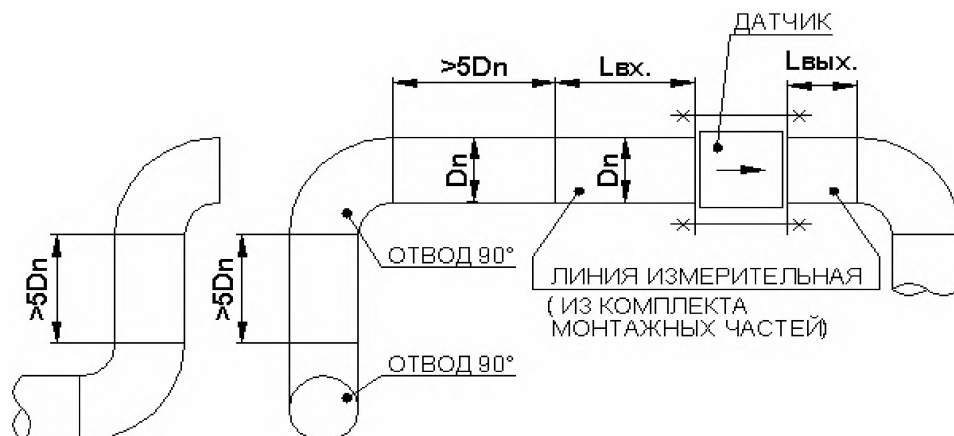 ДАТЧИК
>5Dn
Lвх.
Lвых.
Dn
Dn
>5Dn
>5Dn
ОТВОД 90°
ЛИНИЯ ИЗМЕРИТЕЛЬНАЯ
( ИЗ КОМПЛЕКТА
МОНТАЖНЫХ ЧАСТЕЙ)
ОТВОД 90°